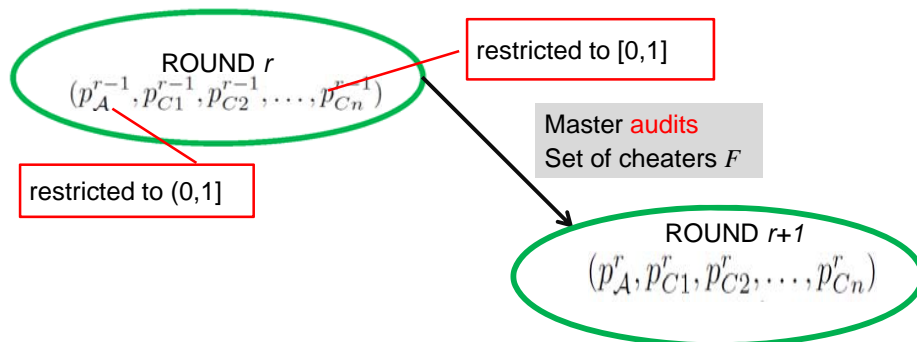 ROUND r
restricted to [0,1]
(p_A^{r-1}, p_{C1}^{r-1}, p_{C2}^{r-1}, ..., p_{Cn}^{r-1})
Master audits
Set of cheaters F
restricted to (0,1]
ROUND r+1
(p_A^r, p_{C1}^r, p_{C2}^r, ..., p_{Cn}^r)